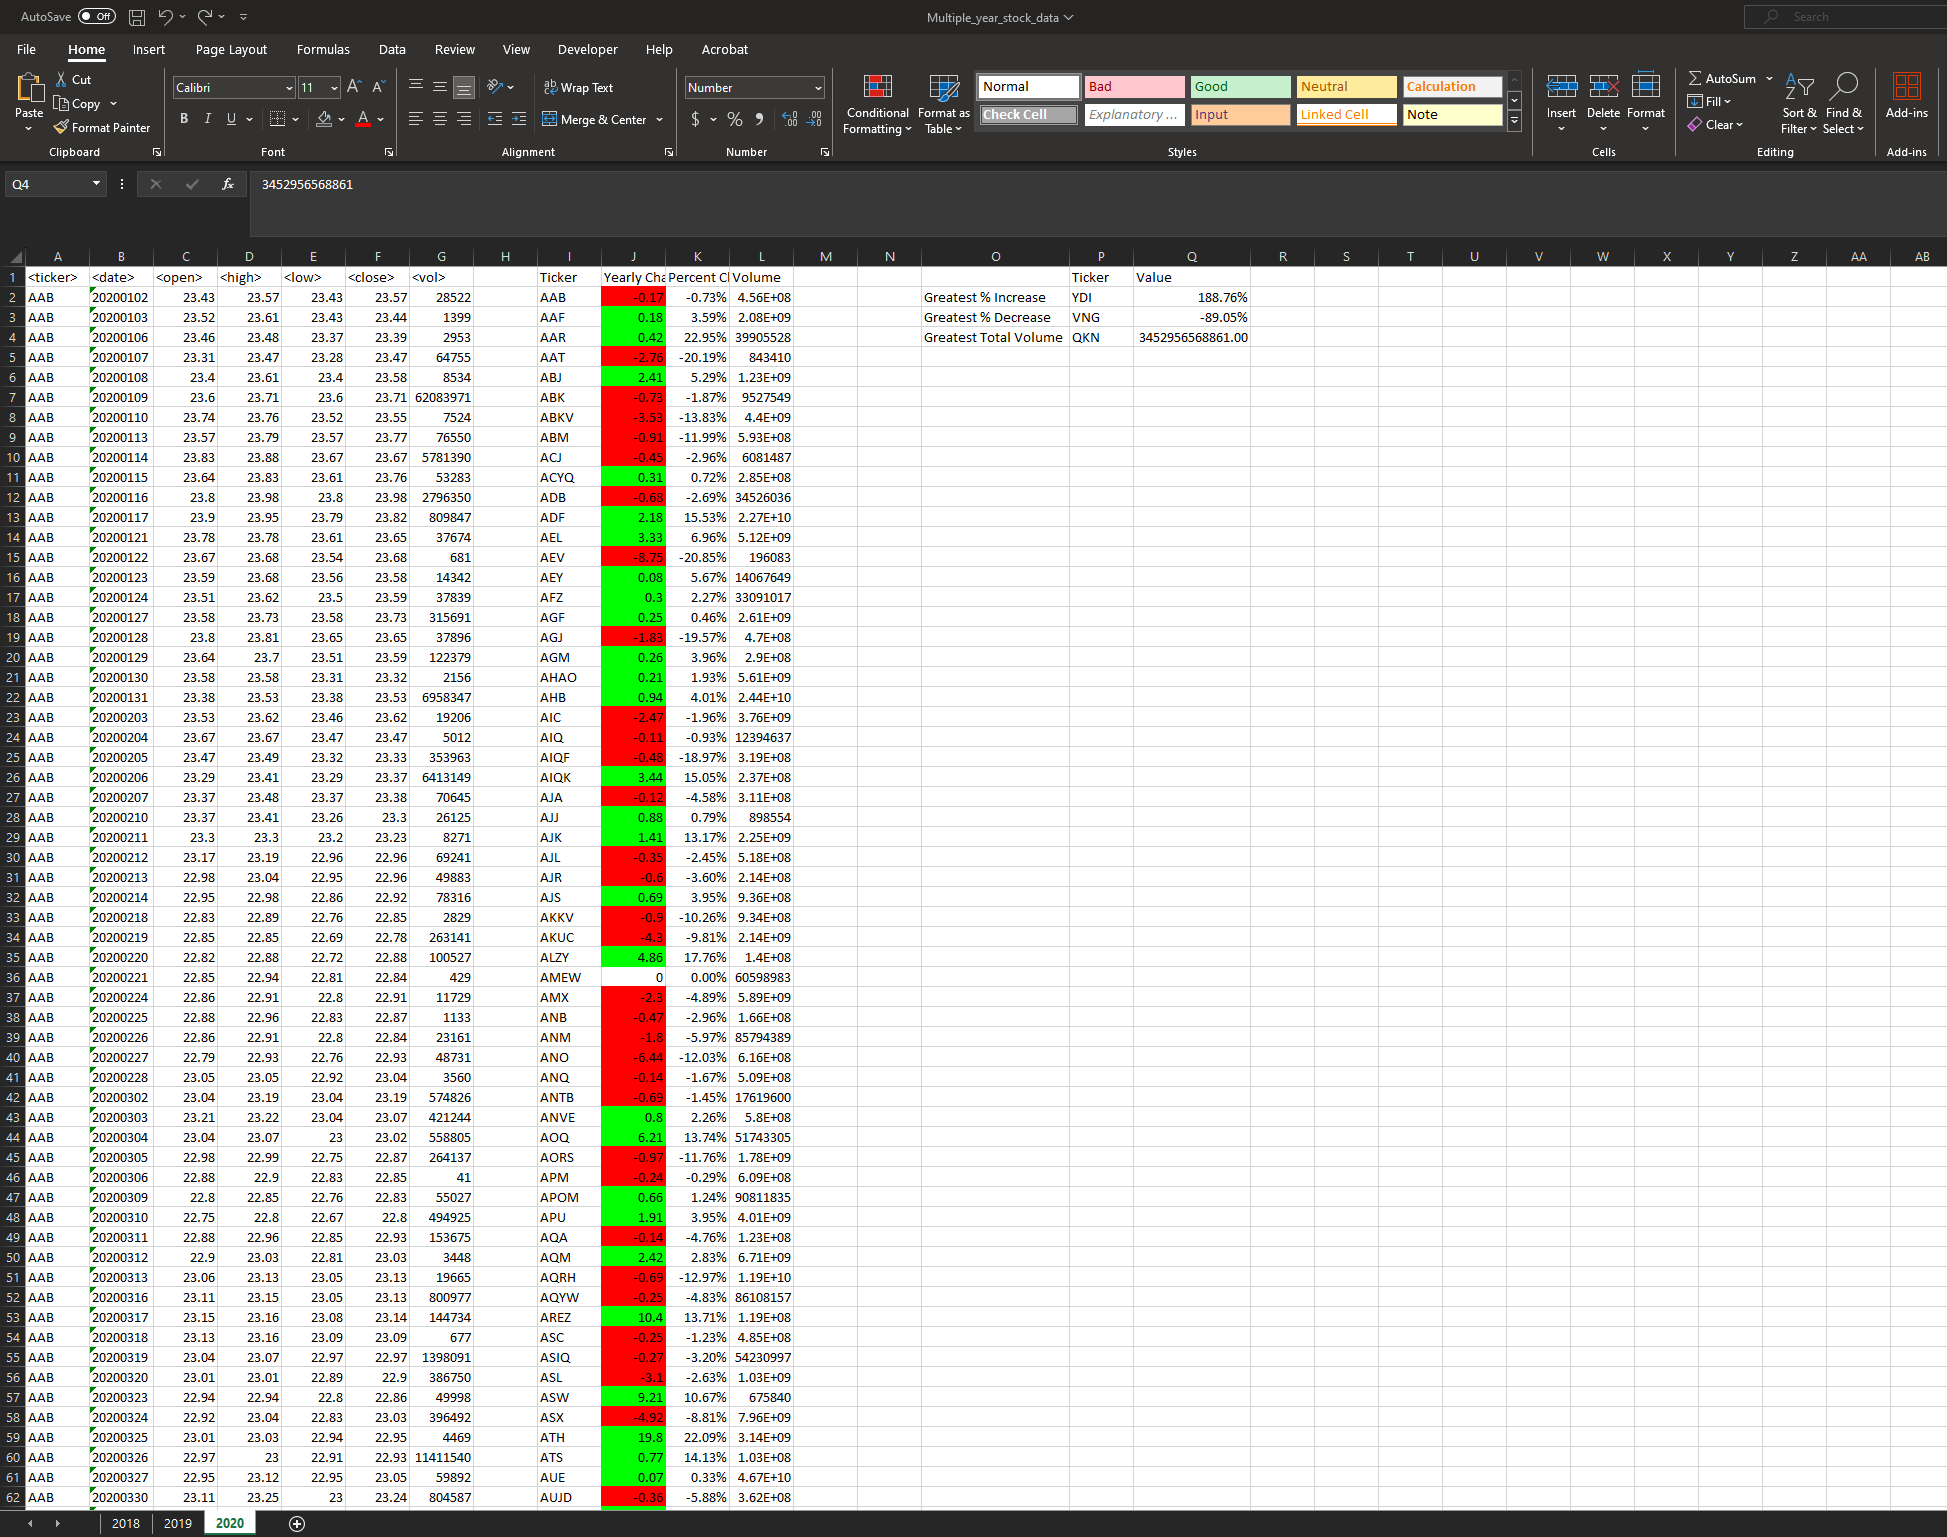 AutoSave Off Multiple_year_stock_data Search
File Home Insert Page Layout Formulas Data Review View Developer Help Acrobat
Paste Cut Copy Format Painter Clipboard
Calibri 11 B I U Font
Wrap Text Merge & Center Alignment
Number $ % Number
Conditional Formatting Format as Table Normal Bad Good Neutral Calculation
Check Cell Explanatory ... Input Linked Cell Note Styles
Insert Delete Format Cells
AutoSum Fill Clear Sort & Filter Find & Select Editing
Add-ins Add-ins
Q4 fx 3452956568861
A B C D E F G H I J K L M N O P Q R S T U V W X Y Z AA AB
1 <ticker> <date> <open> <high> <low> <close> <vol> Ticker Yearly Cha Percent Cl Volume Ticker Value
2 AAB 20200102 23.43 23.57 23.43 23.57 28522 AAB -0.17 -0.73% 4.56E+08 Greatest % Increase YDI 188.76%
3 AAB 20200103 23.52 23.61 23.43 23.44 1399 AAF 0.18 3.59% 2.08E+09 Greatest % Decrease VNG -89.05%
4 AAB 20200106 23.46 23.48 23.37 23.39 2953 AAR 0.42 22.95% 39905528 Greatest Total Volume QKN 3452956568861.00
5 AAB 20200107 23.31 23.47 23.28 23.47 64755 AAT -2.76 -20.19% 843410
6 AAB 20200108 23.4 23.61 23.4 23.58 8534 ABJ 2.41 5.29% 1.23E+09
7 AAB 20200109 23.6 23.71 23.6 23.71 62083971 ABK -0.73 -1.87% 9527549
8 AAB 20200110 23.74 23.76 23.52 23.55 7524 ABKV -3.53 -13.83% 4.4E+09
9 AAB 20200113 23.57 23.79 23.57 23.77 76550 ABM -0.91 -11.99% 5.93E+08
10 AAB 20200114 23.83 23.88 23.67 23.67 5781390 ACJ -0.45 -2.96% 6081487
11 AAB 20200115 23.64 23.83 23.61 23.76 53283 ACYQ 0.31 0.72% 2.85E+08
12 AAB 20200116 23.8 23.98 23.8 23.98 2796350 ADB -0.68 -2.69% 34526036
13 AAB 20200117 23.9 23.95 23.79 23.82 809847 ADF 2.18 15.53% 2.27E+10
14 AAB 20200121 23.78 23.78 23.61 23.65 37674 AEL 3.33 6.96% 5.12E+09
15 AAB 20200122 23.67 23.68 23.54 23.68 681 AEV -8.75 -20.85% 196083
16 AAB 20200123 23.59 23.68 23.56 23.58 14342 AEY 0.08 5.67% 14067649
17 AAB 20200124 23.51 23.62 23.5 23.59 37839 AFZ 0.3 2.27% 33091017
18 AAB 20200127 23.58 23.73 23.58 23.73 315691 AGF 0.25 0.46% 2.61E+09
19 AAB 20200128 23.8 23.81 23.65 23.65 37896 AGJ -1.83 -19.57% 4.7E+08
20 AAB 20200129 23.64 23.7 23.51 23.59 122379 AGM 0.26 3.96% 2.9E+08
21 AAB 20200130 23.58 23.58 23.31 23.32 2156 AHAO 0.21 1.93% 5.61E+09
22 AAB 20200131 23.38 23.53 23.38 23.53 6958347 AHB 0.94 4.01% 2.44E+10
23 AAB 20200203 23.53 23.62 23.46 23.62 19206 AIC -2.47 -1.96% 3.76E+09
24 AAB 20200204 23.67 23.67 23.47 23.47 5012 AIQ -0.11 -0.93% 12394637
25 AAB 20200205 23.47 23.49 23.32 23.33 353963 AIQF -0.48 -18.97% 3.19E+08
26 AAB 20200206 23.29 23.41 23.29 23.37 6413149 AIQK 3.44 15.05% 2.37E+08
27 AAB 20200207 23.37 23.48 23.37 23.38 70645 AJA -0.12 -4.58% 3.11E+08
28 AAB 20200210 23.37 23.41 23.26 23.3 26125 AJJ 0.88 0.79% 898554
29 AAB 20200211 23.3 23.3 23.2 23.23 8271 AJK 1.41 13.17% 2.25E+09
30 AAB 20200212 23.17 23.19 22.96 22.96 69241 AJL -0.35 -2.45% 5.18E+08
31 AAB 20200213 22.98 23.04 22.95 22.96 49883 AJR -0.6 -3.60% 2.14E+08
32 AAB 20200214 22.95 22.98 22.86 22.92 78316 AJS 0.69 3.95% 9.36E+08
33 AAB 20200218 22.83 22.89 22.76 22.85 2829 AKKV -0.9 -10.26% 9.34E+08
34 AAB 20200219 22.85 22.85 22.69 22.78 263141 AKUC -4.3 -9.81% 2.14E+09
35 AAB 20200220 22.82 22.88 22.72 22.88 100527 ALZY 4.86 17.76% 1.4E+08
36 AAB 20200221 22.85 22.94 22.81 22.84 429 AMEW 0 0.00% 60598983
37 AAB 20200224 22.86 22.91 22.8 22.91 11729 AMX -2.3 -4.89% 5.89E+09
38 AAB 20200225 22.88 22.96 22.83 22.87 1133 ANB -0.47 -2.96% 1.66E+08
39 AAB 20200226 22.86 22.91 22.8 22.84 23161 ANM -1.8 -5.97% 85794389
40 AAB 20200227 22.79 22.93 22.76 22.93 48731 ANO -6.44 -12.03% 6.16E+08
41 AAB 20200228 23.05 23.05 22.92 23.04 3560 ANQ -0.14 -1.67% 5.09E+08
42 AAB 20200302 23.04 23.19 23.04 23.19 574826 ANTB -0.69 -1.45% 17619600
43 AAB 20200303 23.21 23.22 23.04 23.07 421244 ANVE 0.8 2.26% 5.8E+08
44 AAB 20200304 23.04 23.07 23 23.02 558805 AOQ 6.21 13.74% 51743305
45 AAB 20200305 22.98 22.99 22.75 22.87 264137 AORS -0.97 -11.76% 1.78E+09
46 AAB 20200306 22.88 22.9 22.83 22.85 41 APM -0.24 -0.29% 6.09E+08
47 AAB 20200309 22.8 22.85 22.76 22.83 55027 APOM 0.66 1.24% 90811835
48 AAB 20200310 22.75 22.8 22.67 22.8 494925 APU 1.91 3.95% 4.01E+09
49 AAB 20200311 22.88 22.96 22.85 22.93 153675 AQA -0.14 -4.76% 1.23E+08
50 AAB 20200312 22.9 23.03 22.81 23.03 3448 AQM 2.42 2.83% 6.71E+09
51 AAB 20200313 23.06 23.13 23.05 23.13 19665 AQRH -0.69 -12.97% 1.19E+10
52 AAB 20200316 23.11 23.15 23.05 23.13 800977 AQYW -0.25 -4.83% 86108157
53 AAB 20200317 23.15 23.16 23.08 23.14 144734 AREZ 10.4 13.71% 1.19E+08
54 AAB 20200318 23.13 23.16 23.09 23.09 677 ASC -0.25 -1.23% 4.85E+08
55 AAB 20200319 23.04 23.07 22.97 22.97 1398091 ASIQ -0.27 -3.20% 54230997
56 AAB 20200320 23.01 23.01 22.89 22.9 386750 ASL -3.1 -2.63% 1.03E+09
57 AAB 20200323 22.94 22.94 22.8 22.86 49998 ASW 9.21 10.67% 675840
58 AAB 20200324 22.92 23.04 22.83 23.03 396492 ASX -4.92 -8.81% 7.96E+09
59 AAB 20200325 23.01 23.03 22.94 22.95 4469 ATH 19.8 22.09% 3.14E+09
60 AAB 20200326 22.97 23 22.91 22.93 11411540 ATS 0.77 14.13% 1.03E+08
61 AAB 20200327 22.95 23.12 22.95 23.05 59892 AUE 0.07 0.33% 4.67E+10
62 AAB 20200330 23.11 23.25 23 23.24 804587 AUJD -0.36 -5.88% 3.62E+08
2018 2019 2020